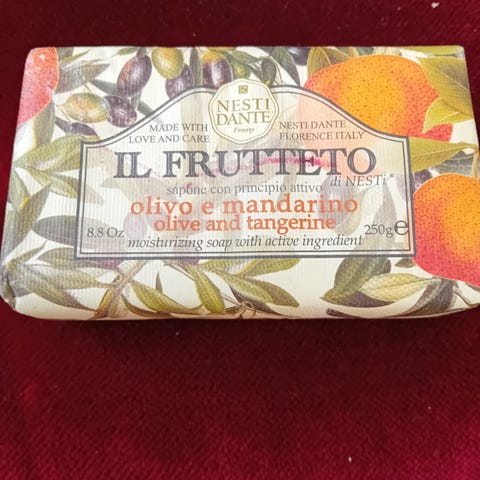 NESTI
DANTE
Firenze
MADE WITH
LOVE AND CARE
NESTI DANTE
FLORENCE ITALY
IL FRUTTETO
di NESTi®
sapone con principio attivo
olivo e mandarino
olive and tangerine
8.8 Oz
250g℮
moisturizing soap with active ingredient